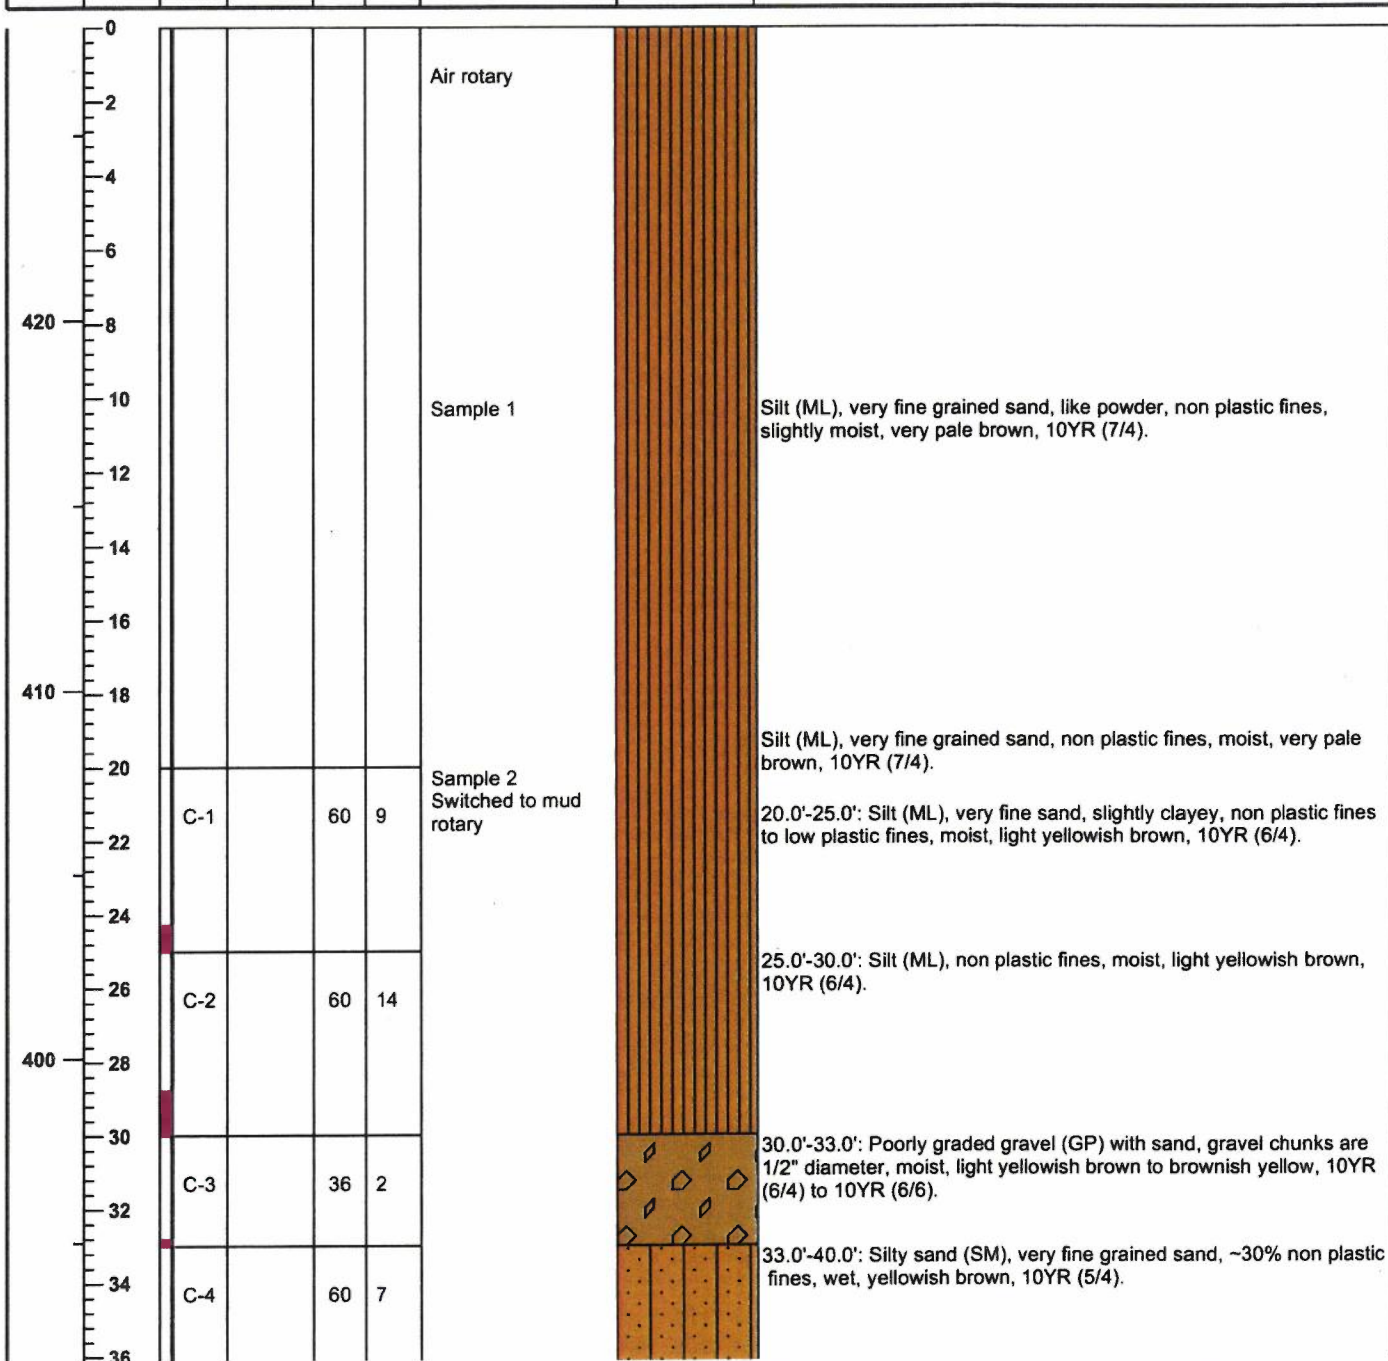 0
Air rotary
2
4
6
420
8
10
Sample 1
Silt (ML), very fine grained sand, like powder, non plastic fines,
slightly moist, very pale brown, 10YR (7/4).
12
14
16
410
18
Silt (ML), very fine grained sand, non plastic fines, moist, very pale
brown, 10YR (7/4).
20
Sample 2
Switched to mud
rotary
C-1
60
9
20.0'-25.0': Silt (ML), very fine sand, slightly clayey, non plastic fines
to low plastic fines, moist, light yellowish brown, 10YR (6/4).
22
24
25.0'-30.0': Silt (ML), non plastic fines, moist, light yellowish brown,
10YR (6/4).
26
C-2
60
14
400
28
30
30.0'-33.0': Poorly graded gravel (GP) with sand, gravel chunks are
1/2" diameter, moist, light yellowish brown to brownish yellow, 10YR
(6/4) to 10YR (6/6).
C-3
36
2
32
33.0'-40.0': Silty sand (SM), very fine grained sand, ~30% non plastic
fines, wet, yellowish brown, 10YR (5/4).
34
C-4
60
7
36